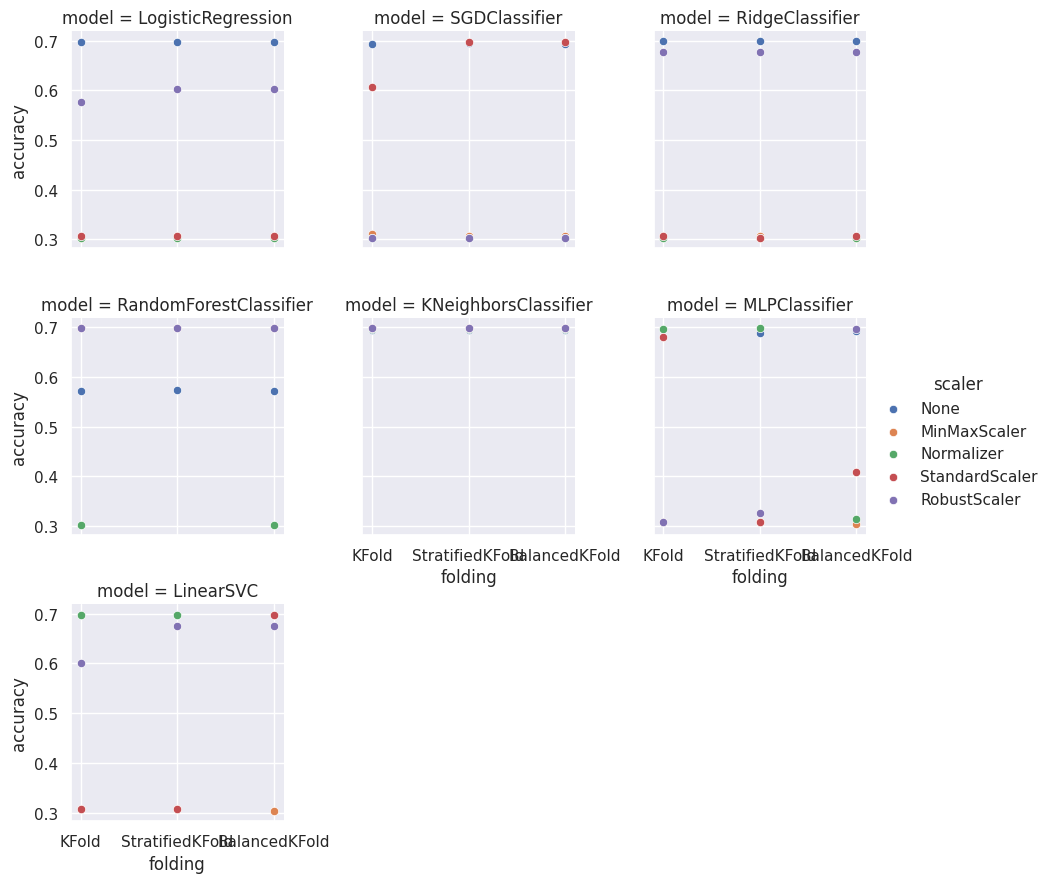 model = LogisticRegression
model = SGDClassifier
model = RidgeClassifier
0.7
0.6
0.5
0.4
0.3
accuracy
model = RandomForestClassifier
model = KNeighborsClassifier
model = MLPClassifier
0.7
0.6
0.5
0.4
0.3
accuracy
KFold
StratifiedKFold
BalancedKFold
folding
KFold
StratifiedKFold
BalancedKFold
folding
scaler
None
MinMaxScaler
Normalizer
StandardScaler
RobustScaler
model = LinearSVC
0.7
0.6
0.5
0.4
0.3
accuracy
KFold
StratifiedKFold
BalancedKFold
folding